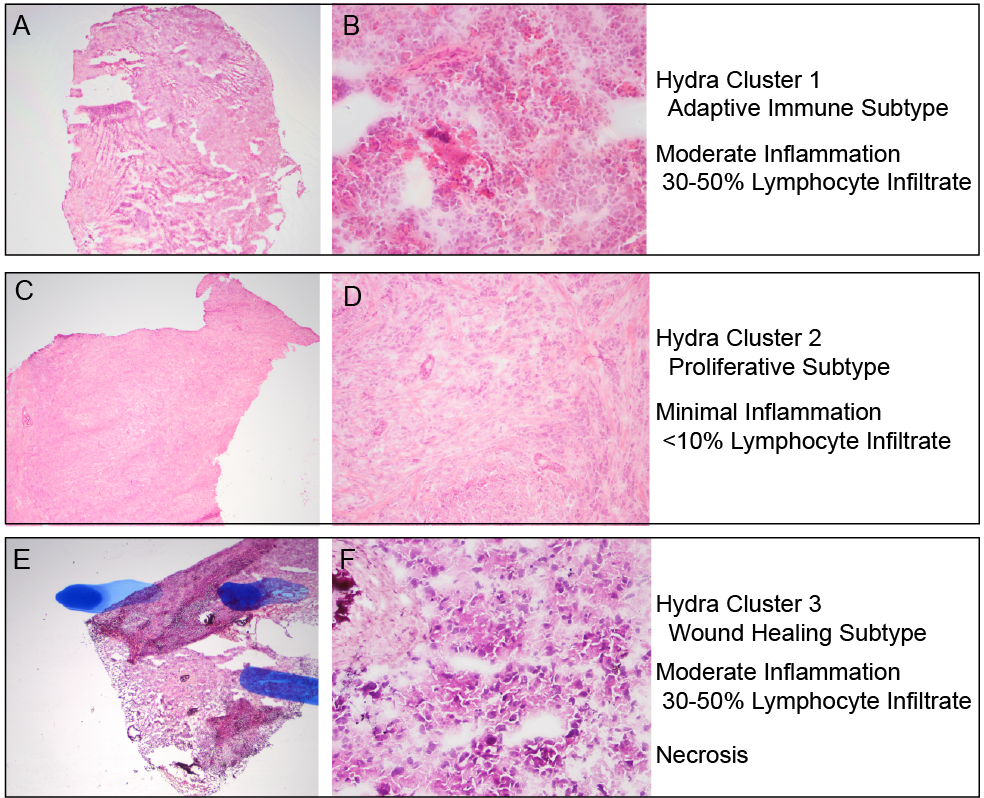 A
B
Hydra Cluster 1
Adaptive Immune Subtype
Moderate Inflammation
30-50% Lymphocyte Infiltrate
C
D
Hydra Cluster 2
Proliferative Subtype
Minimal Inflammation
<10% Lymphocyte Infiltrate
E
F
Hydra Cluster 3
Wound Healing Subtype
Moderate Inflammation
30-50% Lymphocyte Infiltrate
Necrosis